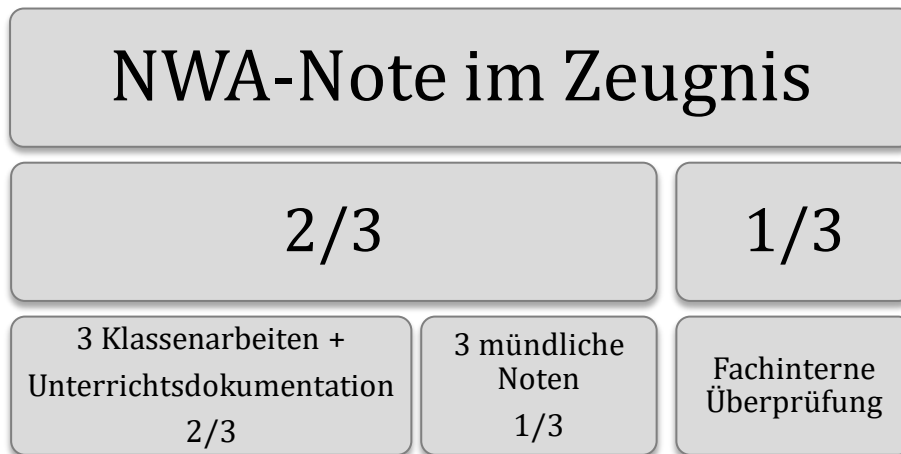 NWA-Note im Zeugnis
2/3
1/3
3 Klassenarbeiten +
Unterrichtsdokumentation
2/3
3 mündliche
Noten
1/3
Fachinterne
Überprüfung